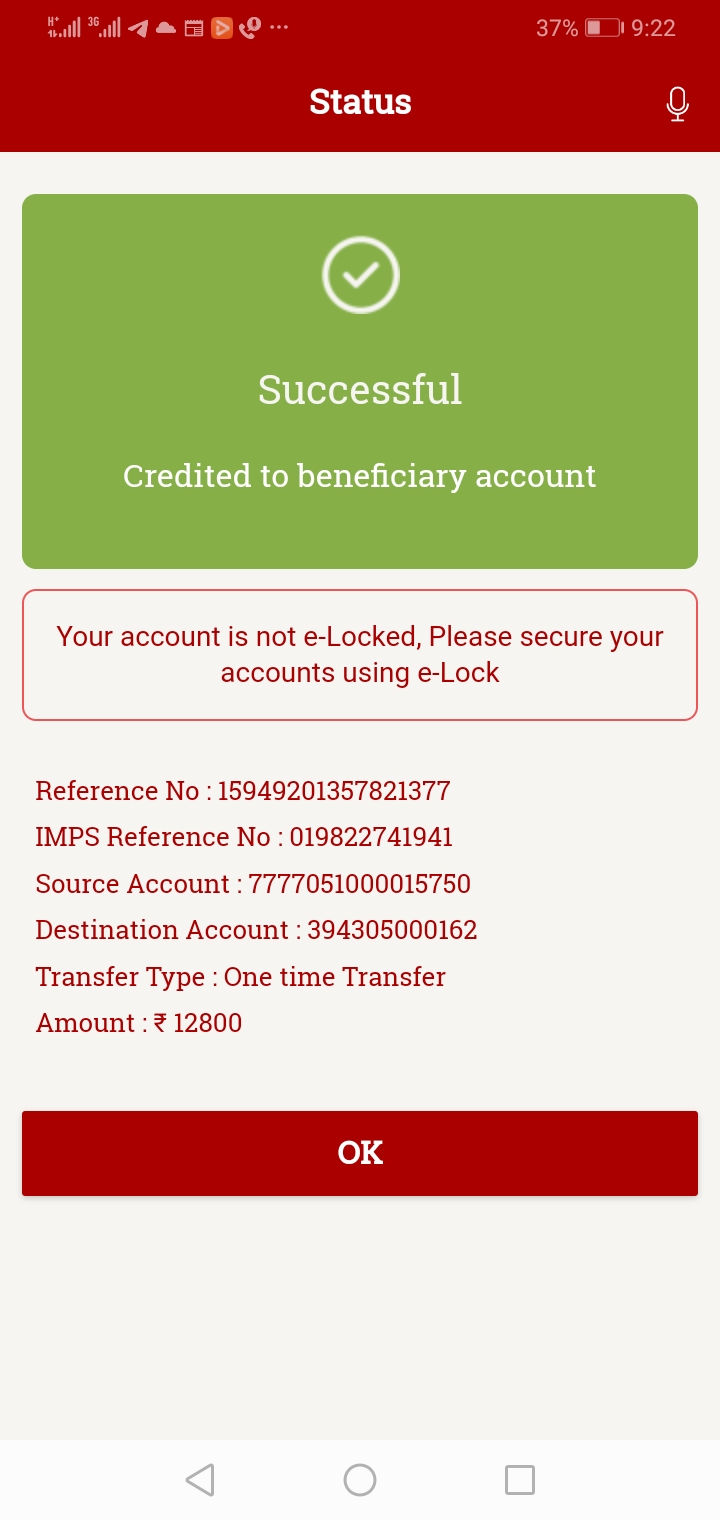 H+ 3G 37% 9:22
Status
Successful
Credited to beneficiary account
Your account is not e-Locked, Please secure your
accounts using e-Lock
Reference No : 15949201357821377
IMPS Reference No : 019822741941
Source Account : 7777051000015750
Destination Account : 394305000162
Transfer Type : One time Transfer
Amount : ₹ 12800
OK